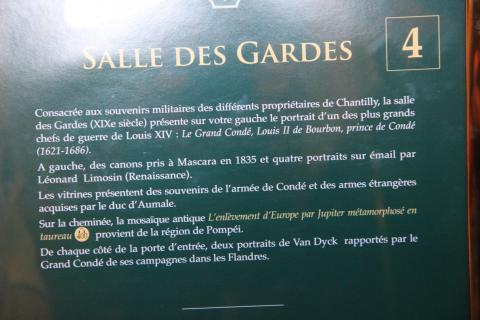 SALLE DES GARDES
4
Consacrée aux souvenirs militaires des différents propriétaires de Chantilly, la salle
des Gardes (XIXe siècle) présente sur votre gauche le portrait d'un des plus grands
chefs de guerre de Louis XIV : Le Grand Condé, Louis II de Bourbon, prince de Condé
(1621-1686).
A gauche, des canons pris à Mascara en 1835 et quatre portraits sur émail par
Léonard Limosin (Renaissance).
Les vitrines présentent des souvenirs de l'armée de Condé et des armes étrangères
acquises par le duc d'Aumale.
Sur la cheminée, la mosaïque antique L'enlèvement d'Europe par Jupiter métamorphosé en
taureau provient de la région de Pompéi.
De chaque côté de la porte d'entrée, deux portraits de Van Dyck rapportés par le
Grand Condé de ses campagnes dans les Flandres.